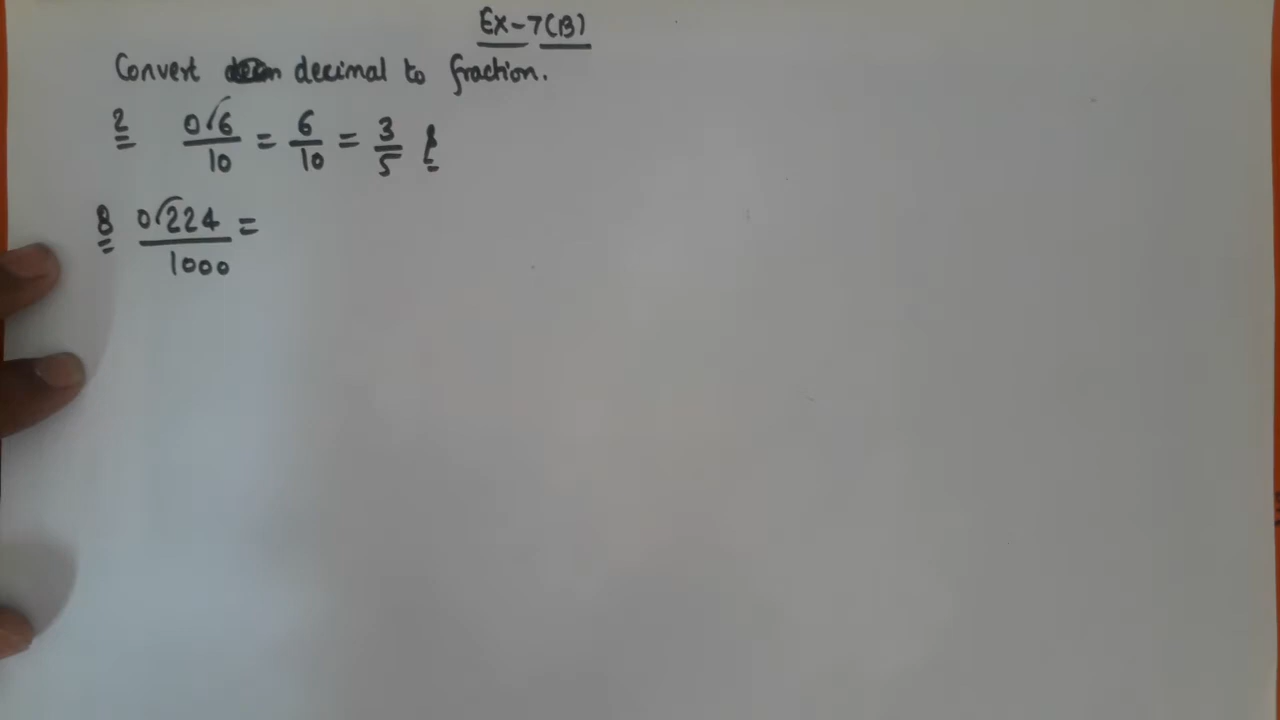 Ex-7(B)
Convert decimal to fraction.
2 0.6/10 = 6/10 = 3/5
8 0.224/1000 =